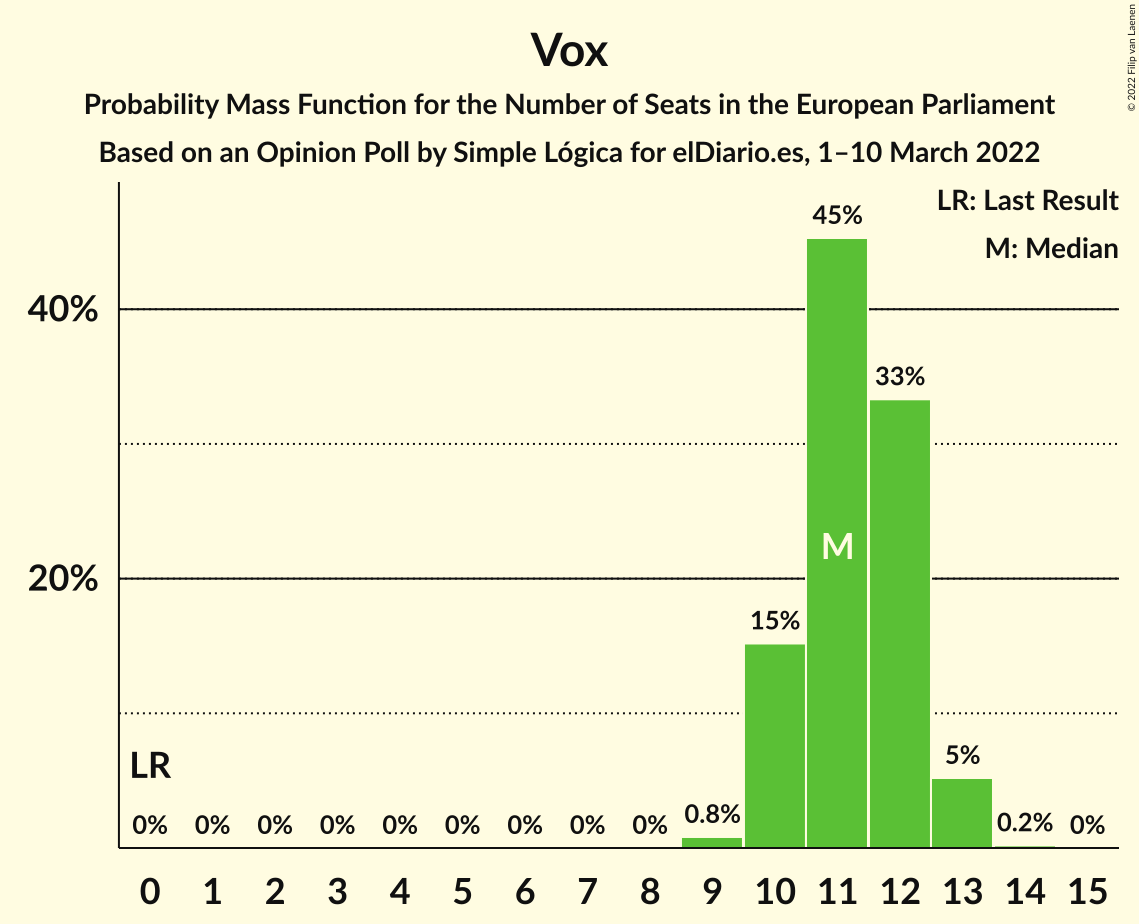 Vox
Probability Mass Function for the Number of Seats in the European Parliament
Based on an Opinion Poll by Simple Lógica for elDiario.es, 1–10 March 2022
© 2022 Filip van Laenen
LR: Last Result
M: Median
45%
40%
33%
M
20%
15%
LR
5%
0% 0% 0% 0% 0% 0% 0% 0% 0% 0.8% 0.2% 0%
0 1 2 3 4 5 6 7 8 9 10 11 12 13 14 15